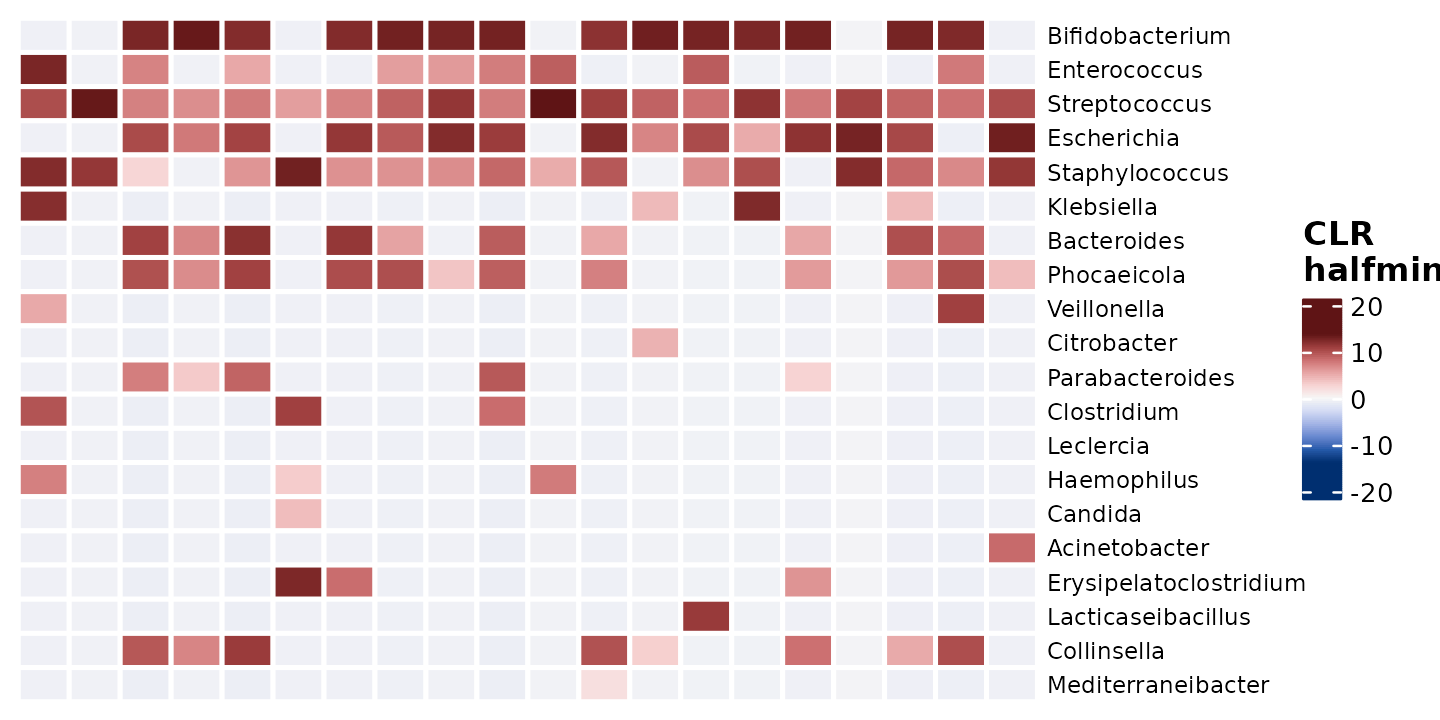 Bifidobacterium
Enterococcus
Streptococcus
Escherichia
Staphylococcus
Klebsiella
Bacteroides
Phocaeicola
Veillonella
Citrobacter
Parabacteroides
Clostridium
Leclercia
Haemophilus
Candida
Acinetobacter
Erysipelatoclostridium
Lacticaseibacillus
Collinsella
Mediterraneibacter
CLR
halfmin
20
10
0
-10
-20